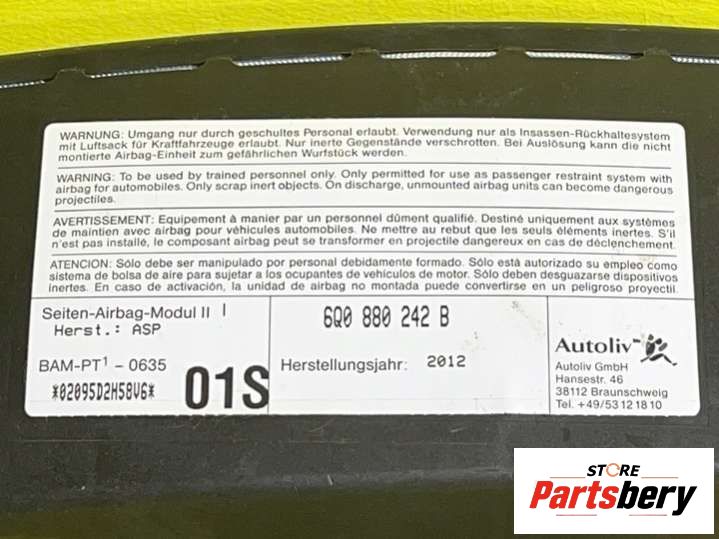 WARNUNG: Umgang nur durch geschultes Personal erlaubt. Verwendung nur als Insassen-Rückhaltesystem
mit Luftsack für Kraftfahrzeuge erlaubt. Nur inerte Gegenstände verschrotten. Bei Auslösung kann die nicht
montierte Airbag-Einheit zum gefährlichen Wurfstück werden.
WARNING: To be used by trained personnel only. Only permitted for use as passenger restraint system with
airbag for automobiles. Only scrap inert objects. On discharge, unmounted airbag units can become dangerous
projectiles.
AVERTISSEMENT: Equipement à manier par un personnel dûment qualifié. Destiné uniquement aux systèmes
de maintien avec airbag pour véhicules automobiles. Ne mettre au rebut que les seuls éléments inertes. S'il
n'est pas installé, le composant airbag peut se transformer en projectile dangereux en cas de déclenchement.
ATENCION: Sólo debe ser manipulado por personal debidamente formado. Sólo está autorizado su empleo como
sistema de bolsa de aire para sujetar a los ocupantes de vehículos de motor. Sólo deben desguazarse dispositivos
inertes. En caso de activación, la unidad de airbag no montada puede convertirse en un peligroso proyectil.
Seiten-Airbag-Modul II I
Herst.: ASP
6Q0 880 242 B
BAM-PT¹ - 0635
*02095D2H58V6*
01S
Herstellungsjahr: 2012
Autoliv
Autoliv GmbH
Hansestr. 46
38112 Braunschweig
Tel. +49/53121810
STORE
Partsbery